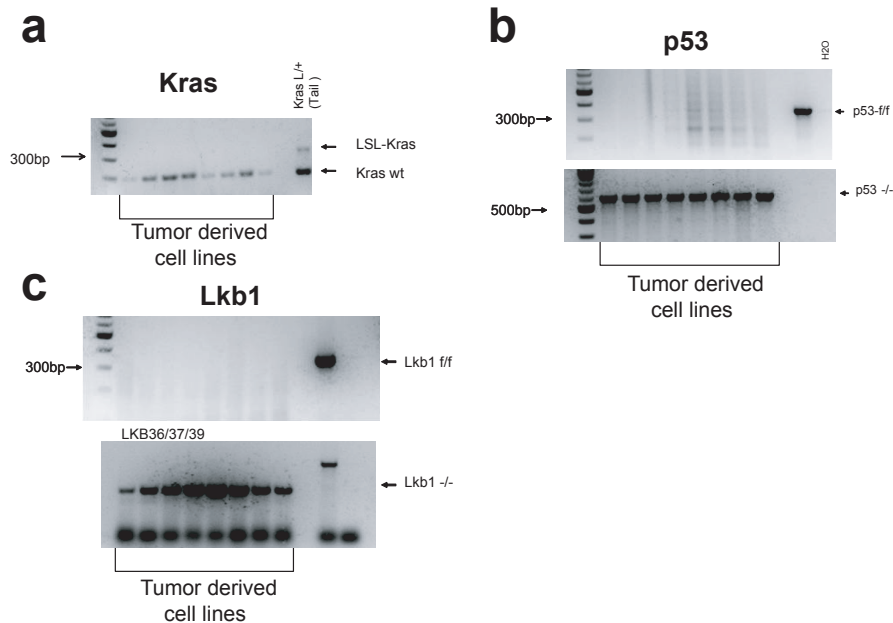 a
Kras
Kras L/+
(Tail )
300bp
LSL-Kras
Kras wt
Tumor derived
cell lines
b
p53
H2O
300bp
p53-f/f
500bp
p53 -/-
Tumor derived
cell lines
c
Lkb1
300bp
Lkb1 f/f
LKB36/37/39
Lkb1 -/-
Tumor derived
cell lines